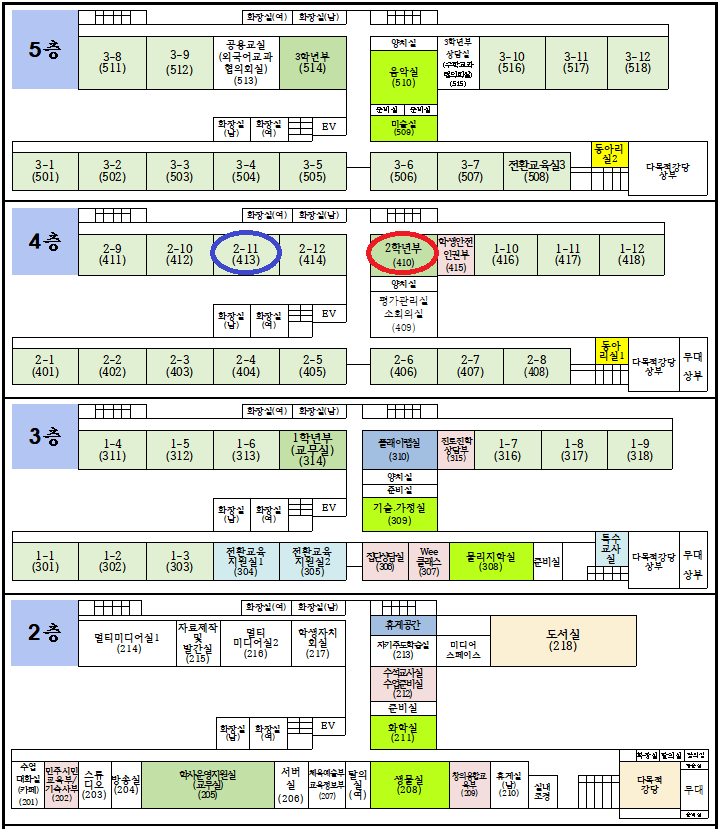 화장실(여) 화장실(남)
5층
3-8
(511)
3-9
(512)
공용교실
(외국어교과
협의회실)
(513)
3학년부
(514)
양치실
음악실
(510)
준비실 준비실
미술실
(509)
3학년부
상담실
(수학교과
협의회실)
(515)
3-10
(516)
3-11
(517)
3-12
(518)
화장실
(남)
화장실
(여)
EV
3-1
(501)
3-2
(502)
3-3
(503)
3-4
(504)
3-5
(505)
3-6
(506)
3-7
(507)
전환교육실3
(508)
동아리
실2
다목적강당
상부
화장실(여) 화장실(남)
4층
2-9
(411)
2-10
(412)
2-11
(413)
2-12
(414)
2학년부
(410)
학생안전
인권부
(415)
1-10
(416)
1-11
(417)
1-12
(418)
양치실
평가관리실
소회의실
(409)
화장실
(남)
화장실
(여)
EV
2-1
(401)
2-2
(402)
2-3
(403)
2-4
(404)
2-5
(405)
2-6
(406)
2-7
(407)
2-8
(408)
동아
리실1
다목적강당
상부
무대
상부
화장실(여) 화장실(남)
3층
1-4
(311)
1-5
(312)
1-6
(313)
1학년부
(교무실)
(314)
플레이랩실
(310)
진로진학
상담부
(315)
1-7
(316)
1-8
(317)
1-9
(318)
양치실
준비실
기술.가정실
(309)
화장실
(남)
화장실
(여)
EV
1-1
(301)
1-2
(302)
1-3
(303)
전환교육
지원실1
(304)
전환교육
지원실2
(305)
집단상담실
(306)
Wee
클래스
(307)
물리지학실
(308)
준비실
특수
교사
실
다목적강당
상부
무대
상부
화장실(여) 화장실(남)
2층
멀티미디어실1
(214)
자료제작
및
발간실
(215)
멀티
미디어실2
(216)
학생자치
회실
(217)
휴게공간
자기주도학습실
(213)
미디어
스페이스
도서실
(218)
수석교사실
수업준비실
(212)
준비실
화학실
(211)
화장실
(남)
화장실
(여)
EV
수업
대화실
(카페)
(201)
민주시민
교육부/
기숙사부
(202)
스튜
디오
(203)
방송실
(204)
학사운영지원실
(교무실)
(205)
서버
실
(206)
체육예술부
교육정보부
(207)
탈의
실
(여)
생물실
(208)
창의융합교
육부
(209)
휴게실
(남)
(210)
실내
조경
화장실 탈의실
다목적
강당
무대